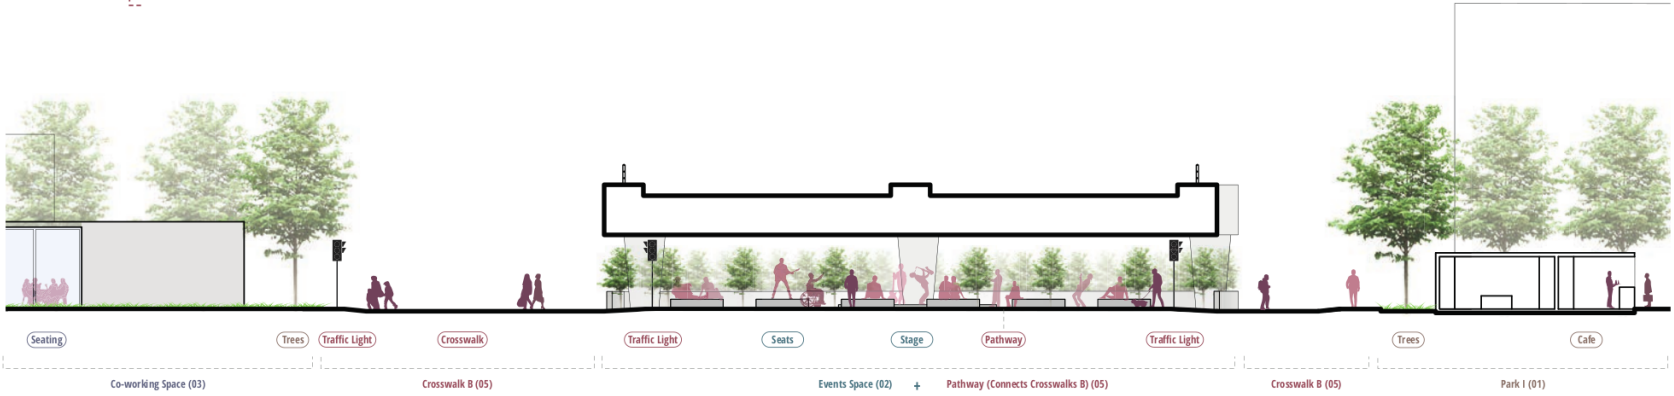 Seating
Trees
Traffic Light
Crosswalk
Traffic Light
Seats
Stage
Pathway
Traffic Light
Trees
Cafe
Co-working Space (03)
Crosswalk B (05)
Events Space (02) + Pathway (Connects Crosswalks B) (05)
Crosswalk B (05)
Park I (01)